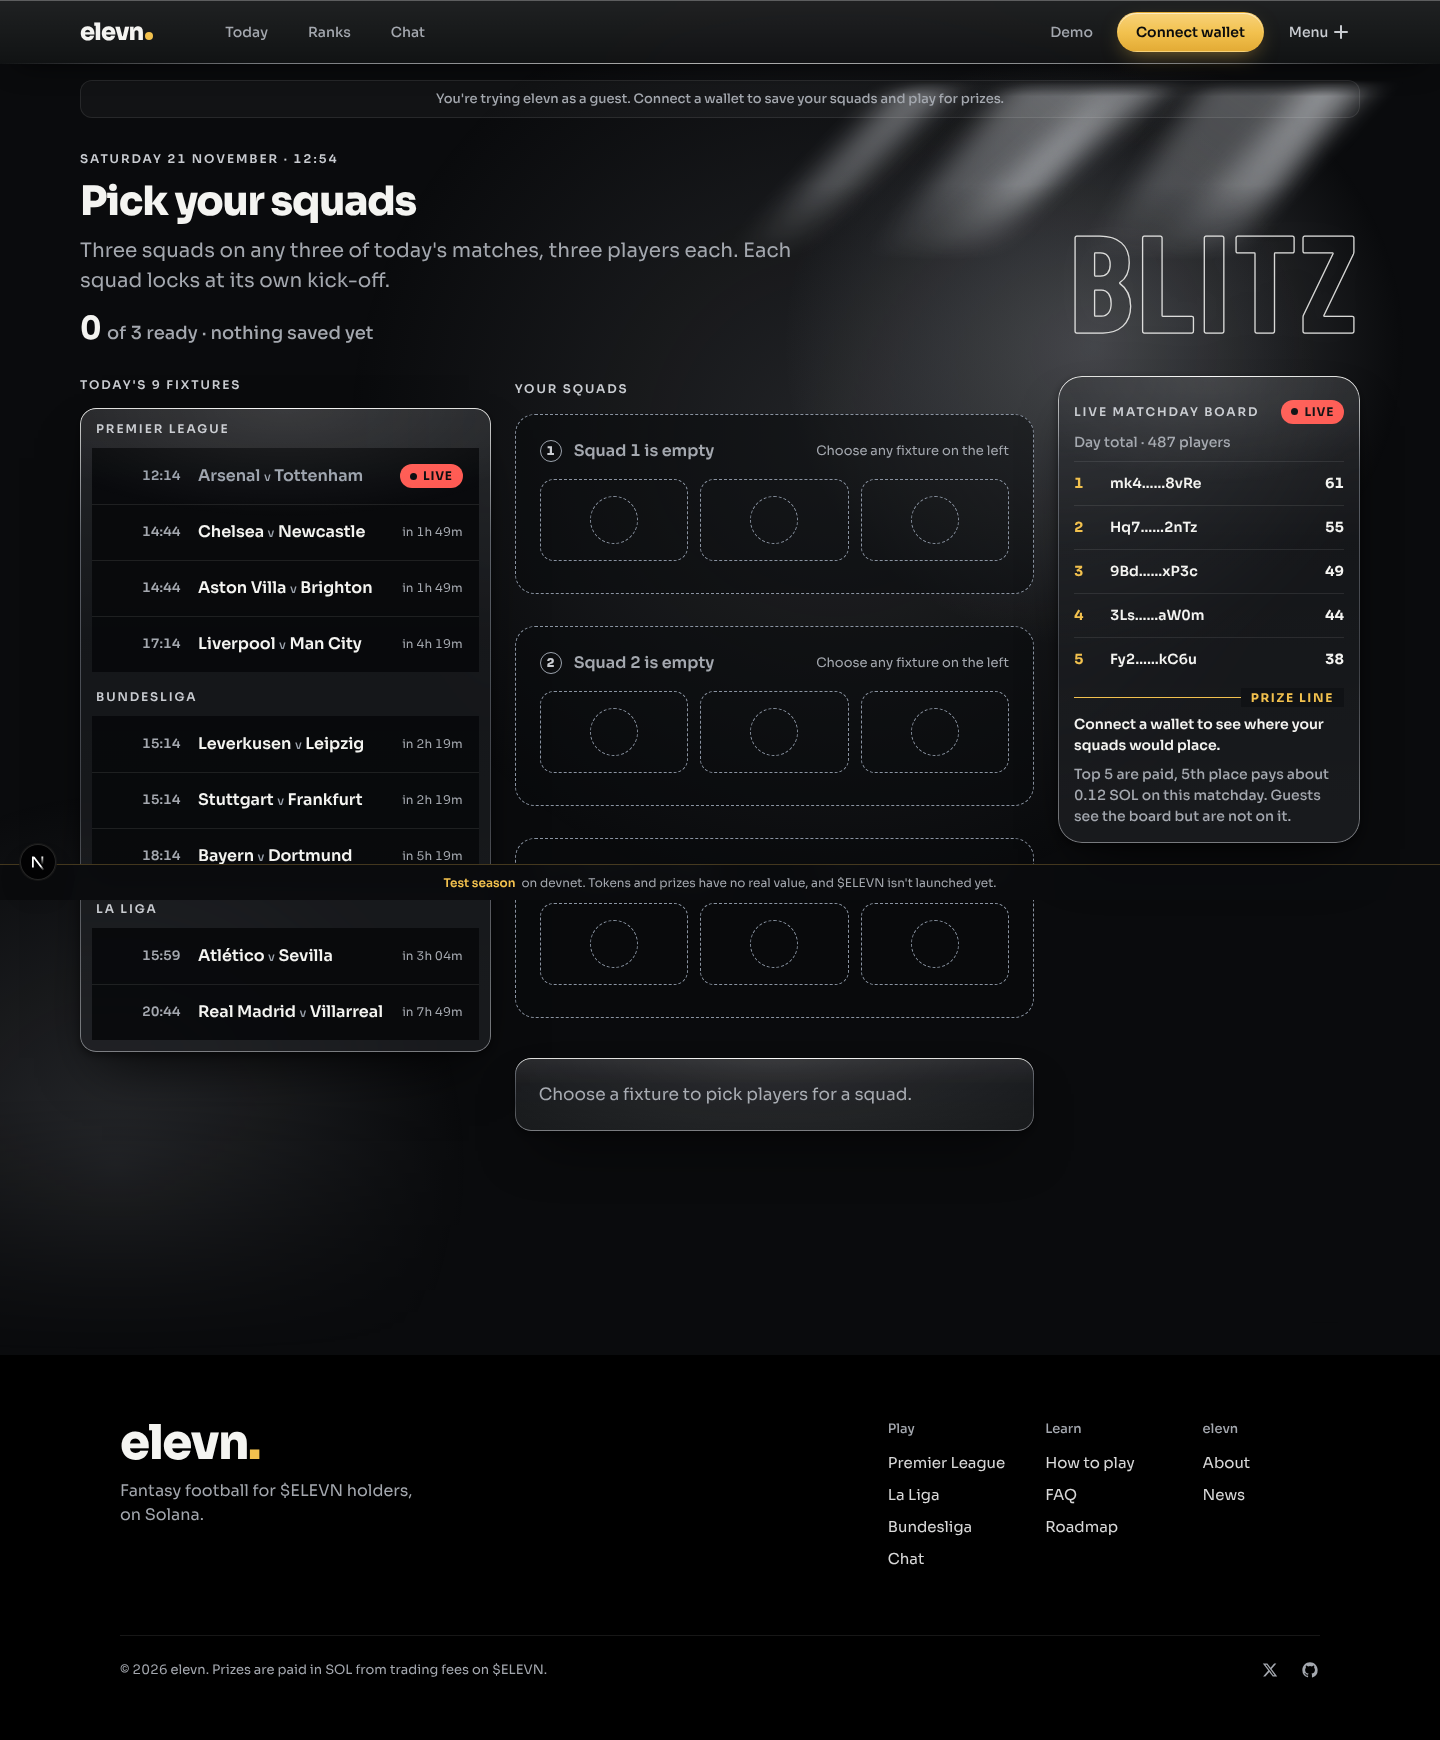 elevn.
Today
Ranks
Chat
Demo
Connect wallet
Menu
You're trying elevn as a guest. Connect a wallet to save your squads and play for prizes.
SATURDAY 21 NOVEMBER · 12:54
Pick your squads
Three squads on any three of today's matches, three players each. Each
squad locks at its own kick-off.
0 of 3 ready · nothing saved yet
BLITZ
TODAY'S 9 FIXTURES
PREMIER LEAGUE
12:14 Arsenal v Tottenham LIVE
14:44 Chelsea v Newcastle in 1h 49m
14:44 Aston Villa v Brighton in 1h 49m
17:14 Liverpool v Man City in 4h 19m
BUNDESLIGA
15:14 Leverkusen v Leipzig in 2h 19m
15:14 Stuttgart v Frankfurt in 2h 19m
18:14 Bayern v Dortmund in 5h 19m
LA LIGA
15:59 Atlético v Sevilla in 3h 04m
20:44 Real Madrid v Villarreal in 7h 49m
YOUR SQUADS
1 Squad 1 is empty Choose any fixture on the left
2 Squad 2 is empty Choose any fixture on the left
Choose a fixture to pick players for a squad.
LIVE MATCHDAY BOARD LIVE
Day total · 487 players
1 mk4......8vRe 61
2 Hq7......2nTz 55
3 9Bd......xP3c 49
4 3Ls......aW0m 44
5 Fy2......kC6u 38
PRIZE LINE
Connect a wallet to see where your
squads would place.
Top 5 are paid, 5th place pays about
0.12 SOL on this matchday. Guests
see the board but are not on it.
N
Test season on devnet. Tokens and prizes have no real value, and $ELEVN isn't launched yet.
elevn.
Fantasy football for $ELEVN holders,
on Solana.
Play
Premier League
La Liga
Bundesliga
Chat
Learn
How to play
FAQ
Roadmap
elevn
About
News
© 2026 elevn. Prizes are paid in SOL from trading fees on $ELEVN.